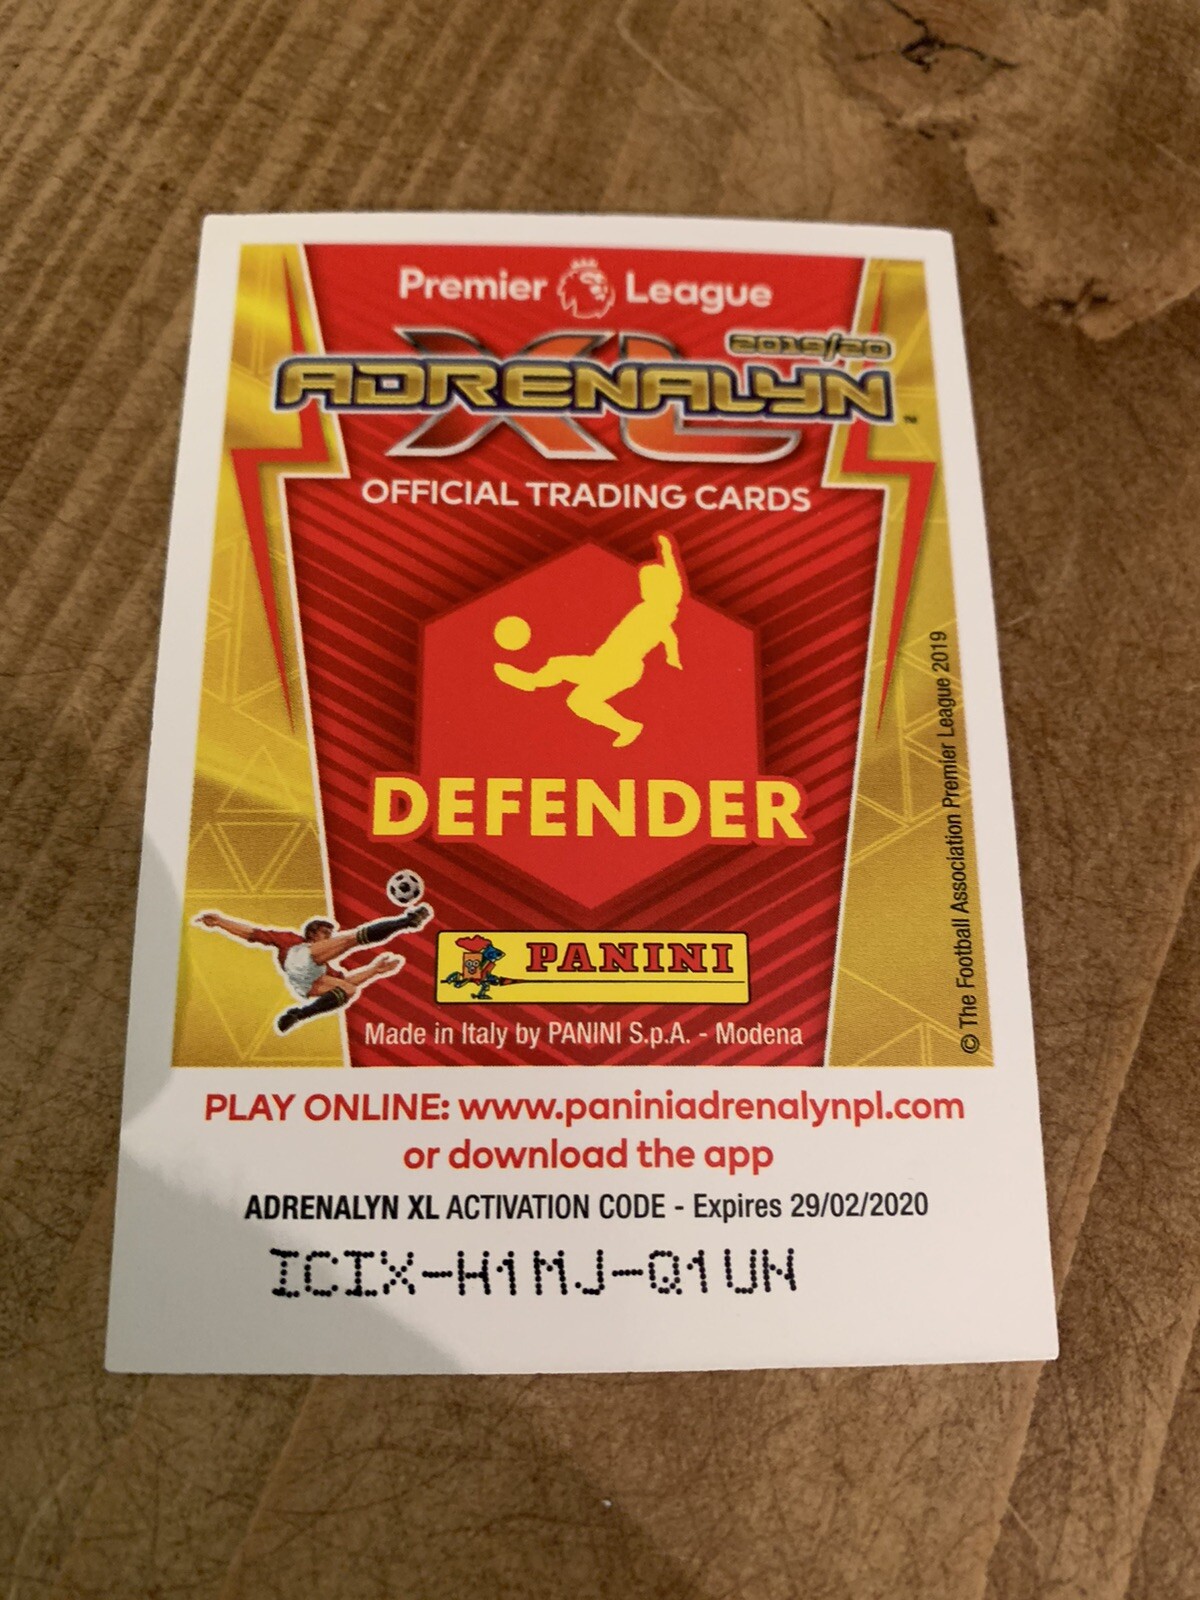 Premier League
2019/20
ADRENALYN XL™
OFFICIAL TRADING CARDS
DEFENDER
PANINI
Made in Italy by PANINI S.p.A. - Modena
© The Football Association Premier League 2019
PLAY ONLINE: www.paniniadrenalynpl.com
or download the app
ADRENALYN XL ACTIVATION CODE - Expires 29/02/2020
ICIX-H1MJ-Q1UN